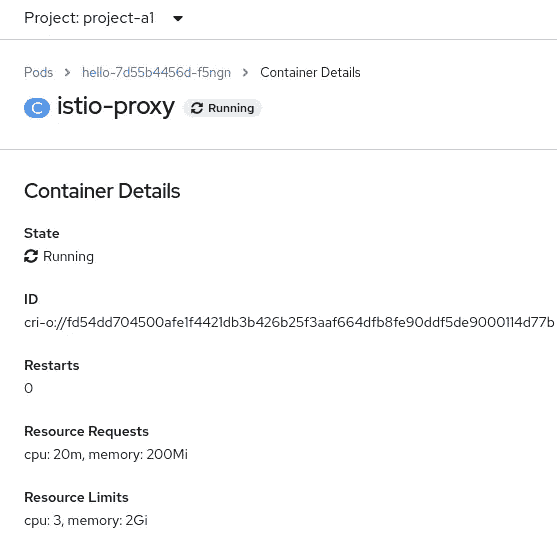 Project: project-a1
Pods > hello-7d55b4456d-f5ngn > Container Details
C istio-proxy Running
Container Details
State
Running
ID
cri-o://fd54dd704500afe1f4421db3b426b25f3aaf664dfb8fe90ddf5de9000114d77b
Restarts
0
Resource Requests
cpu: 20m, memory: 200Mi
Resource Limits
cpu: 3, memory: 2Gi